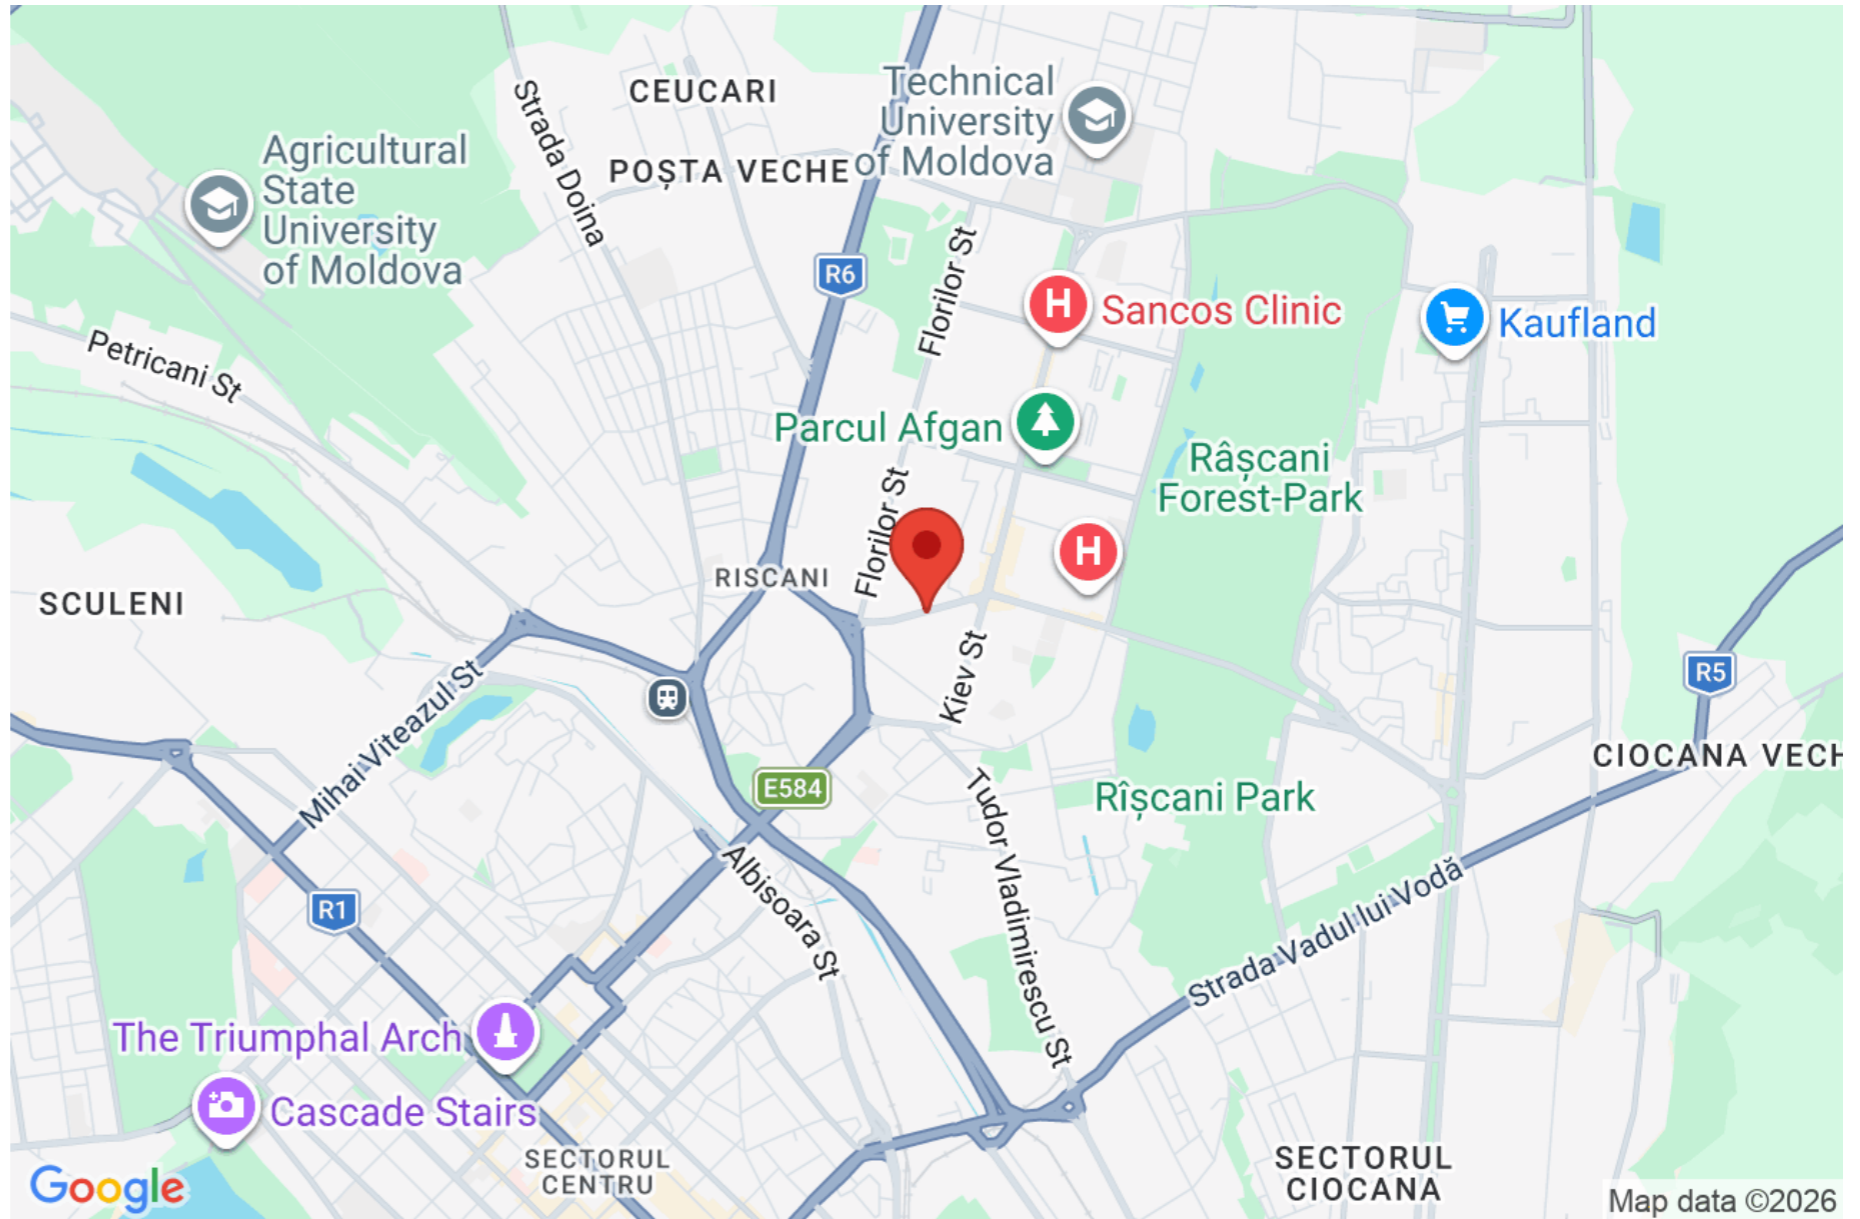 CEUCARI
Technical
University
of Moldova
POȘTA VECHE
Strada Doina
Agricultural
State
University
of Moldova
R6
Florilor St
Sancos Clinic
Kaufland
Petricani St
Parcul Afgan
Râșcani
Forest-Park
Florilor St
RISCANI
SCULENI
Kiev St
R5
Mihai Viteazul St
CIOCANA VECH
E584
Rîșcani Park
Tudor Vladimirescu St
Albisoara St
R1
Strada Vadul lui Vodă
The Triumphal Arch
Cascade Stairs
SECTORUL
CENTRU
SECTORUL
CIOCANA
Google
Map data ©2026
H
H